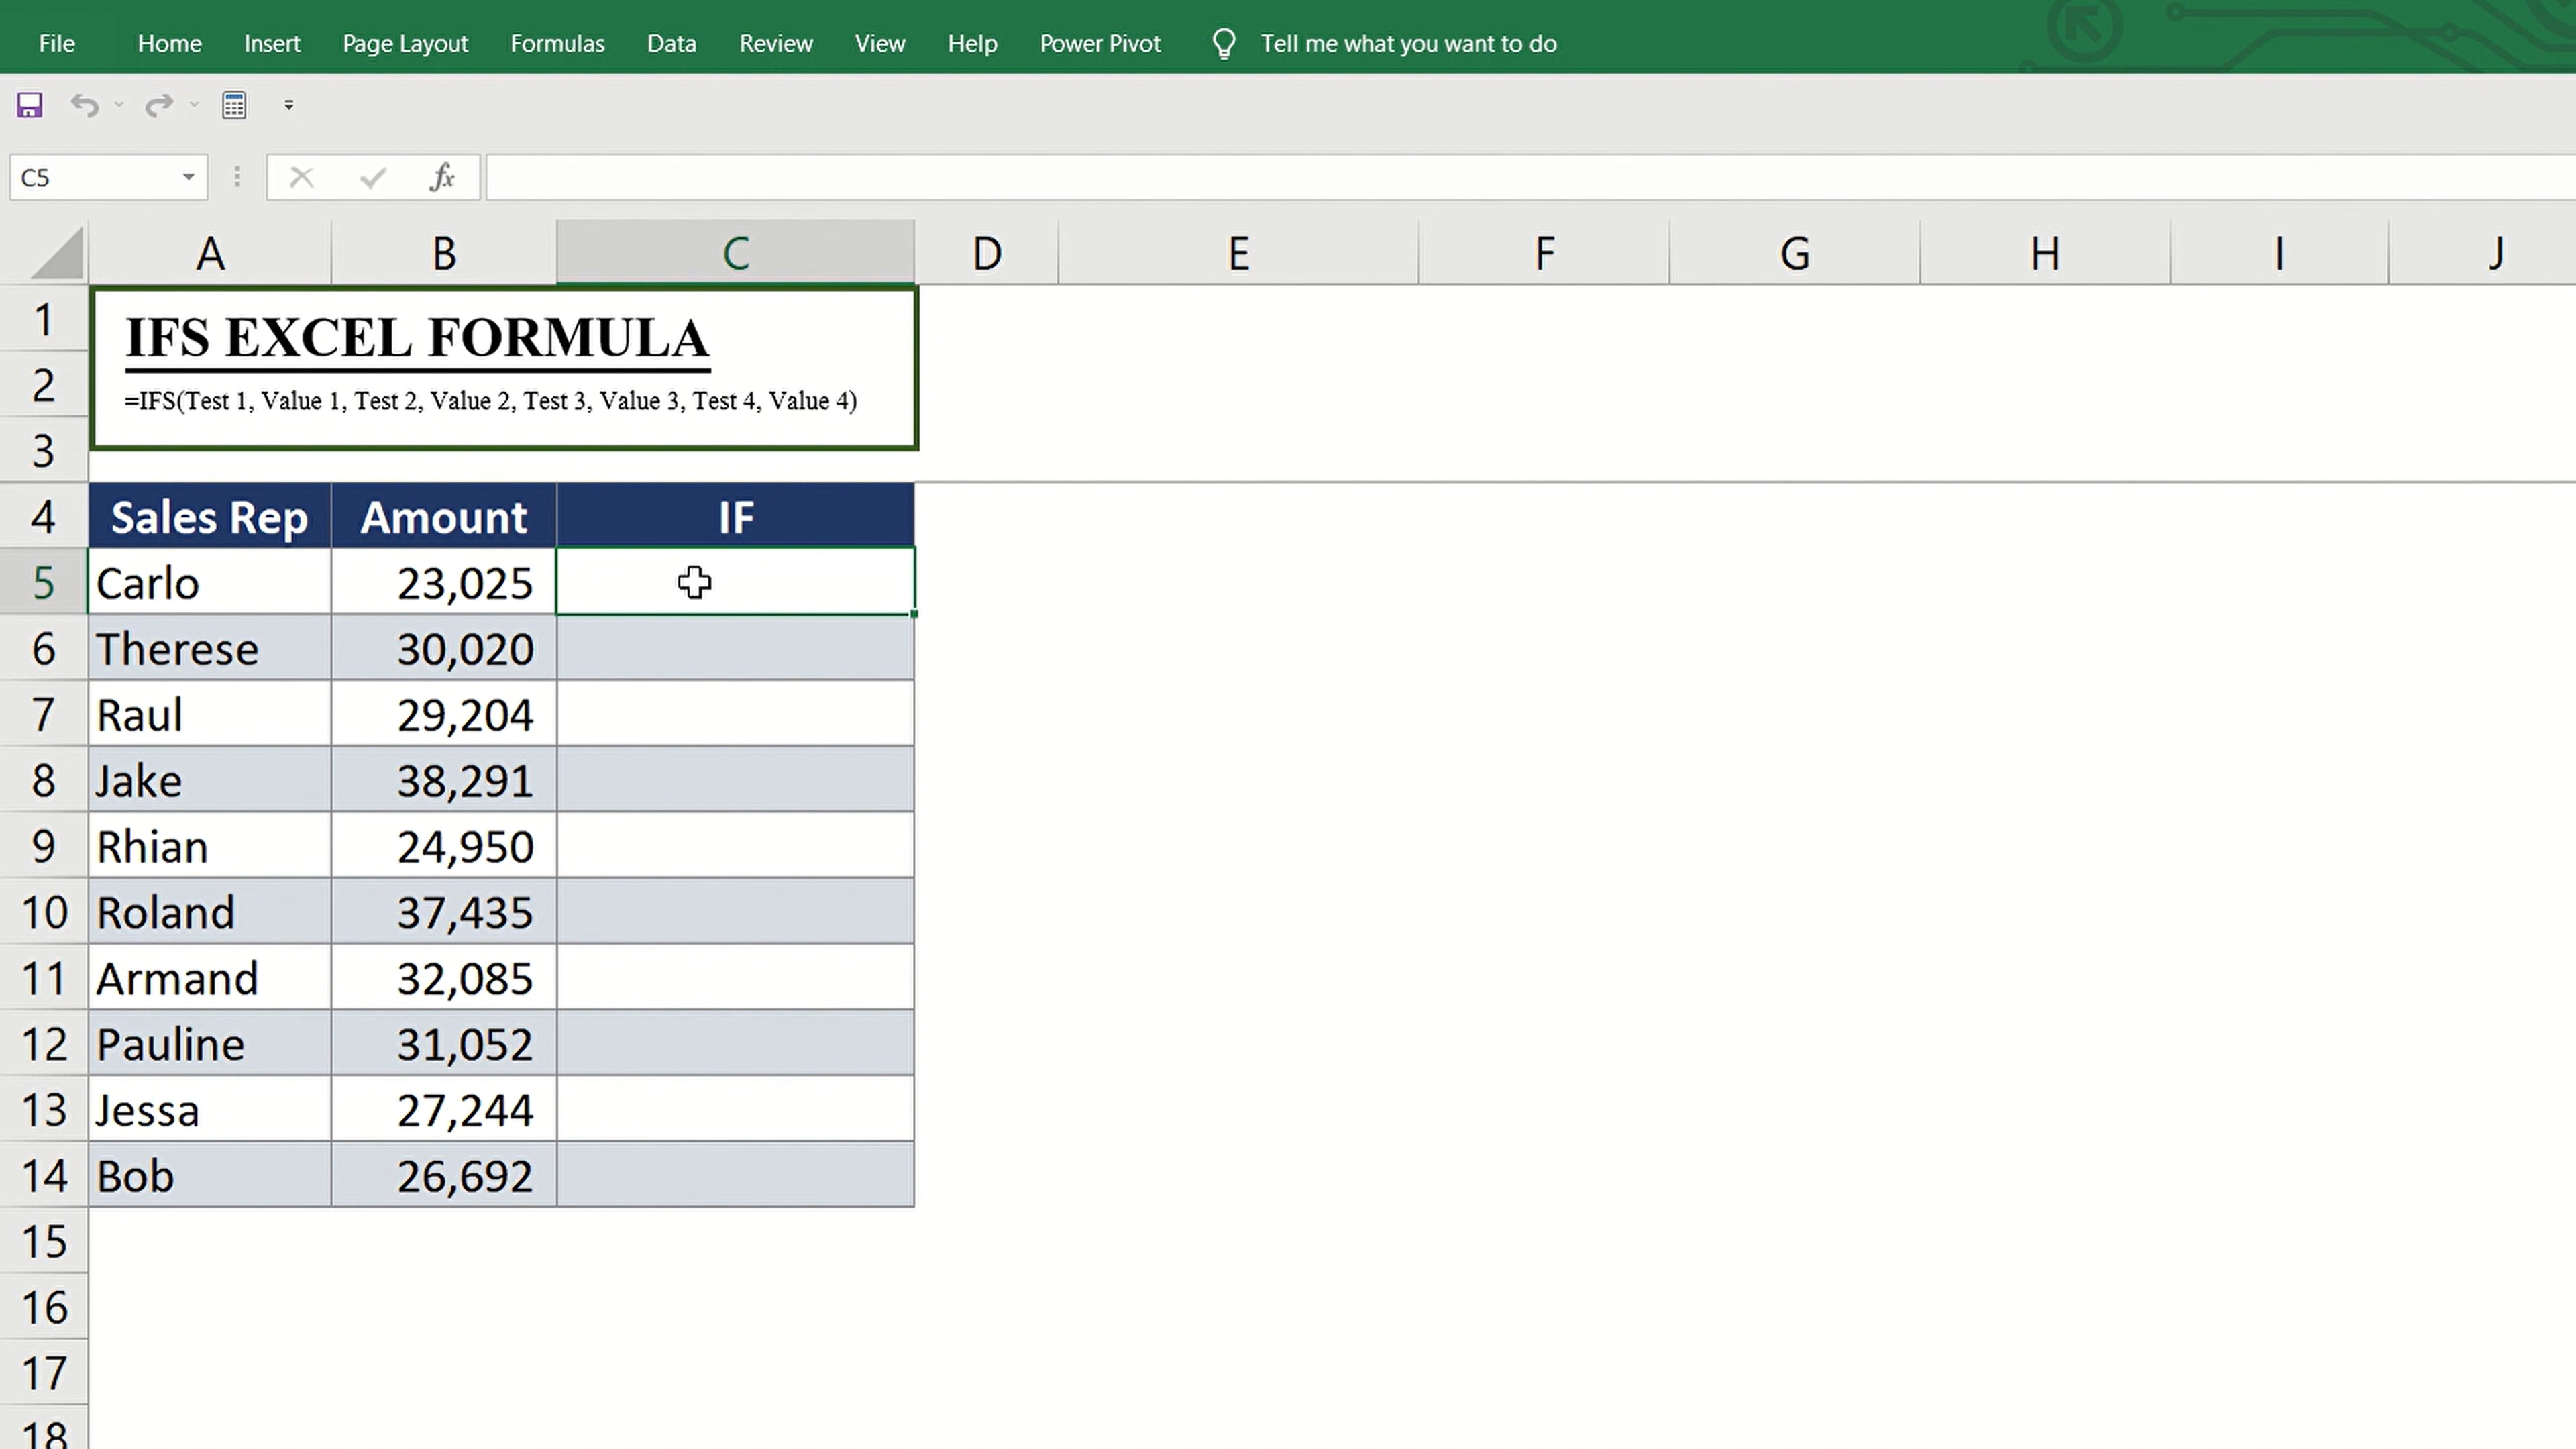 File Home Insert Page Layout Formulas Data Review View Help Power Pivot Tell me what you want to do
C5 fx
A B C D E F G H I J
1
IFS EXCEL FORMULA
2 =IFS(Test 1, Value 1, Test 2, Value 2, Test 3, Value 3, Test 4, Value 4)
3
4 Sales Rep Amount IF
5 Carlo 23,025
6 Therese 30,020
7 Raul 29,204
8 Jake 38,291
9 Rhian 24,950
10 Roland 37,435
11 Armand 32,085
12 Pauline 31,052
13 Jessa 27,244
14 Bob 26,692
15
16
17
18